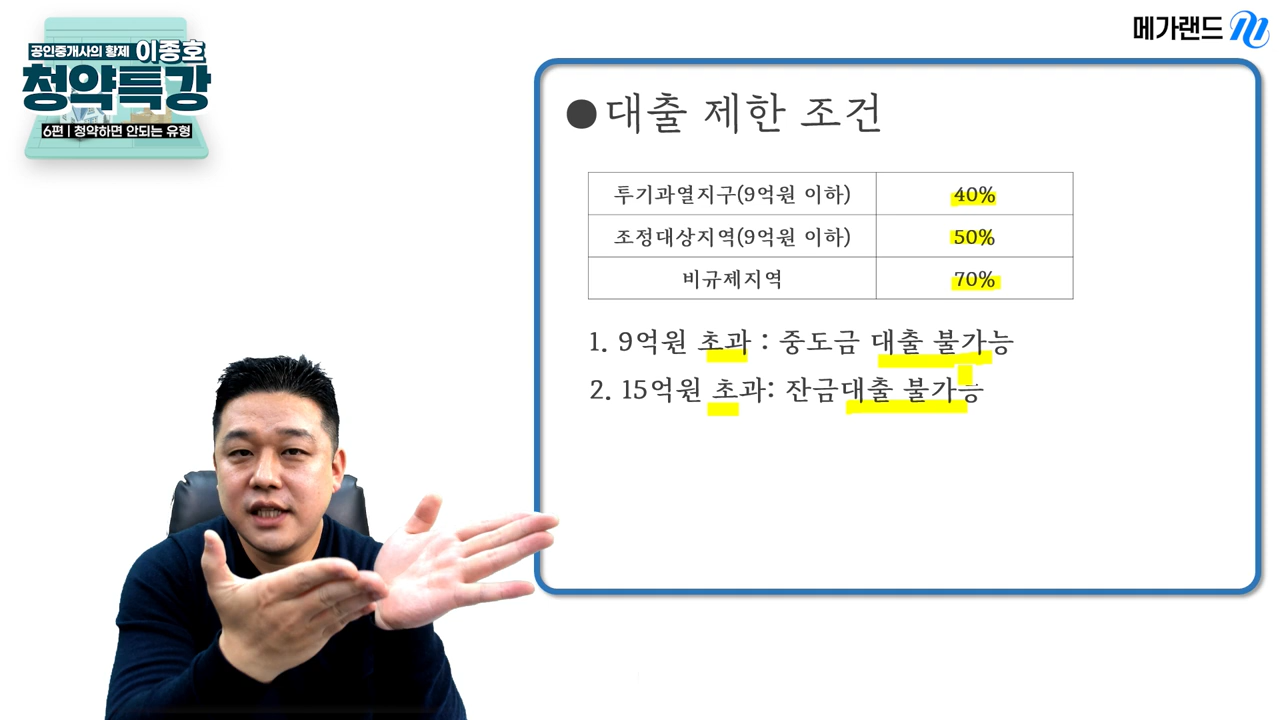 공인중개사의 황제 이종호
청약특강
6편 | 청약하면 안되는 유형
메가랜드
●대출 제한 조건
투기과열지구(9억원 이하) 40%
조정대상지역(9억원 이하) 50%
비규제지역 70%
1. 9억원 초과 : 중도금 대출 불가능
2. 15억원 초과: 잔금대출 불가능